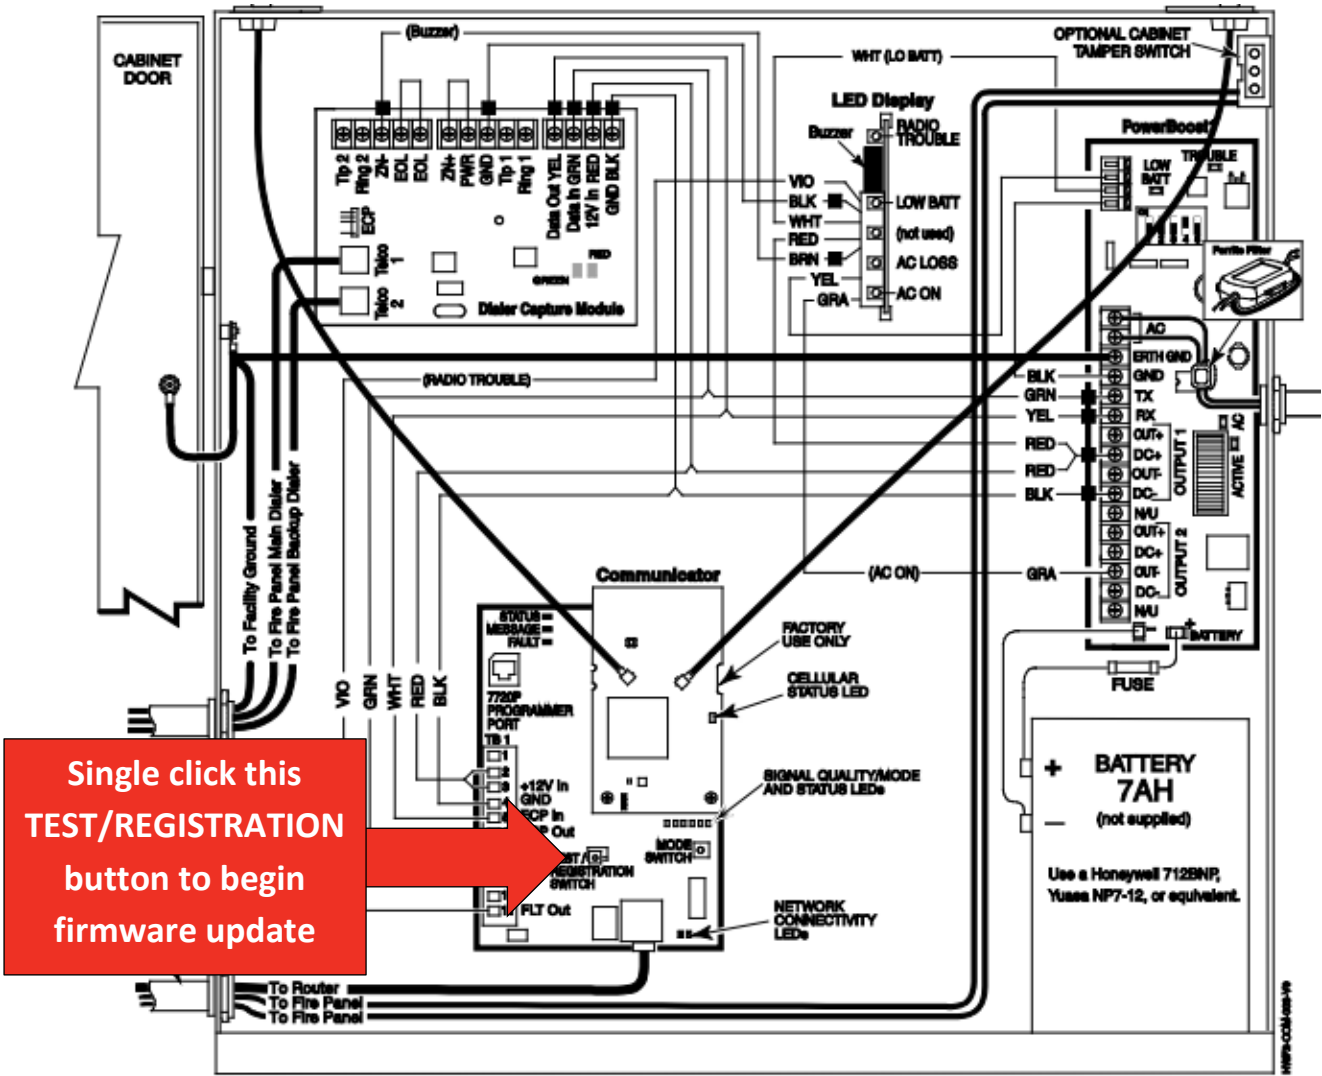 CABINET
DOOR
(Buzzer)
OPTIONAL CABINET
TAMPER SWITCH
WHT (LO BATT)
LED Display
Buzzer
RADIO
TROUBLE
LOW BATT
(not used)
AC LOSS
AC ON
VIO
BLK
WHT
RED
BRN
YEL
GRA
PowerBoost1
TROUBLE
LOW
BATT
Ferrite Filter
Tip 2
Ring 2
ZN-
EOL
EOL
ZN+
PWR
GND
Tip 1
Ring 1
Data Out YEL
Data In GRN
12V In RED
GND BLK
ECP
Telco
1
Telco
2
RED
GREEN
Dialer Capture Module
(RADIO TROUBLE)
AC
ERTH GND
GND
TX
RX
OUT+
DC+
OUT-
DC-
N/U
OUT+
DC+
OUT-
DC-
N/U
OUTPUT 1
OUTPUT 2
AC
ACTIVE
BLK
GRN
YEL
RED
RED
BLK
(AC ON)
GRA
BATTERY
FUSE
To Facility Ground
To Fire Panel Main Dialer
To Fire Panel Backup Dialer
VIO
GRN
WHT
RED
BLK
Communicator
STATUS
MESSAGE
FAULT
7720P
PROGRAMMER
PORT
TB 1
1
2
3
+12V In
GND
ECP In
Out
REGISTRATION
SWITCH
FLT Out
MODE
SWITCH
FACTORY
USE ONLY
CELLULAR
STATUS LED
SIGNAL QUALITY/MODE
AND STATUS LEDs
NETWORK
CONNECTIVITY
LEDs
BATTERY
7AH
(not supplied)
Use a Honeywell 712BNP,
Yuasa NP7-12, or equivalent.
Single click this
TEST/REGISTRATION
button to begin
firmware update
To Router
To Fire Panel
To Fire Panel